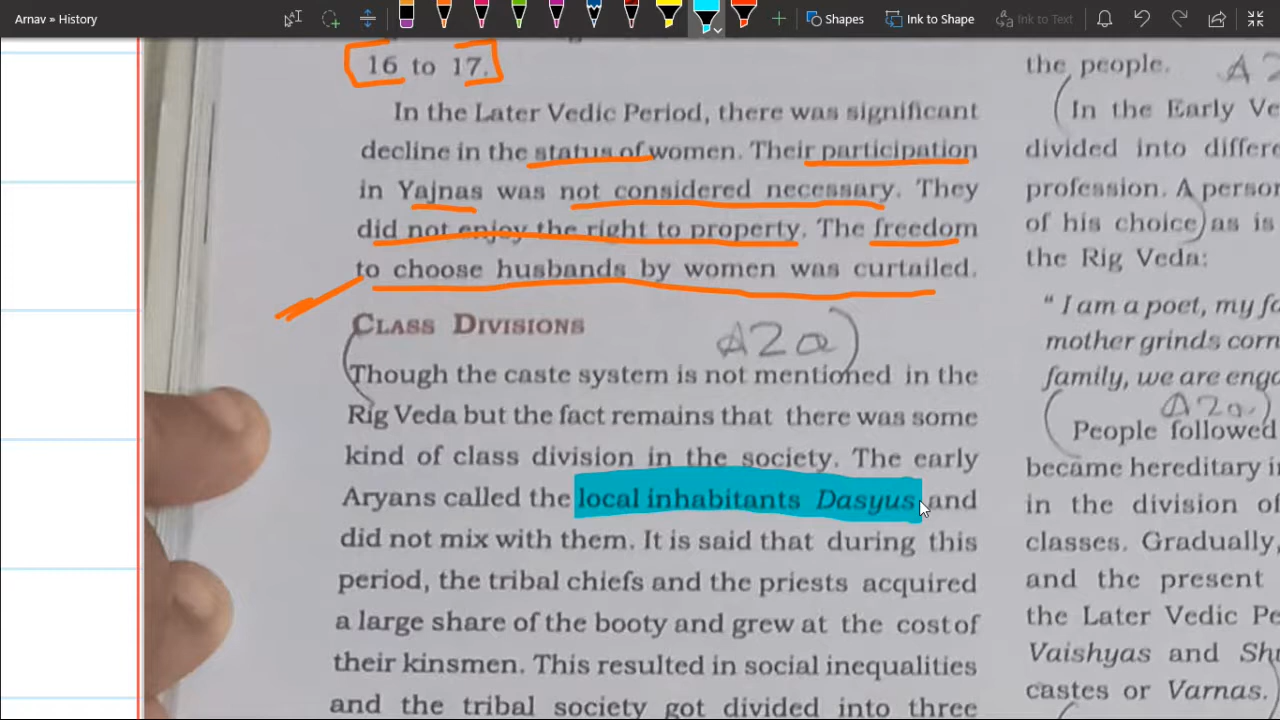 Arnav » History
Shapes
Ink to Shape
Ink to Text
16 to 17.
In the Later Vedic Period, there was significant
decline in the status of women. Their participation
in Yajnas was not considered necessary. They
did not enjoy the right to property. The freedom
to choose husbands by women was curtailed.
CLASS DIVISIONS
A2a
Though the caste system is not mentioned in the
Rig Veda but the fact remains that there was some
kind of class division in the society. The early
Aryans called the local inhabitants Dasyus and
did not mix with them. It is said that during this
period, the tribal chiefs and the priests acquired
a large share of the booty and grew at the cost of
their kinsmen. This resulted in social inequalities
and the tribal society got divided into three
the people.
In the Early Ve
divided into differe
profession. A person
of his choice as is
the Rig Veda:
" I am a poet, my fa
mother grinds corn
family, we are enga
A2a
People followed
became hereditary in
in the division of
classes. Gradually,
and the present
the Later Vedic Pe
Vaishyas and Shu
castes or Varnas.